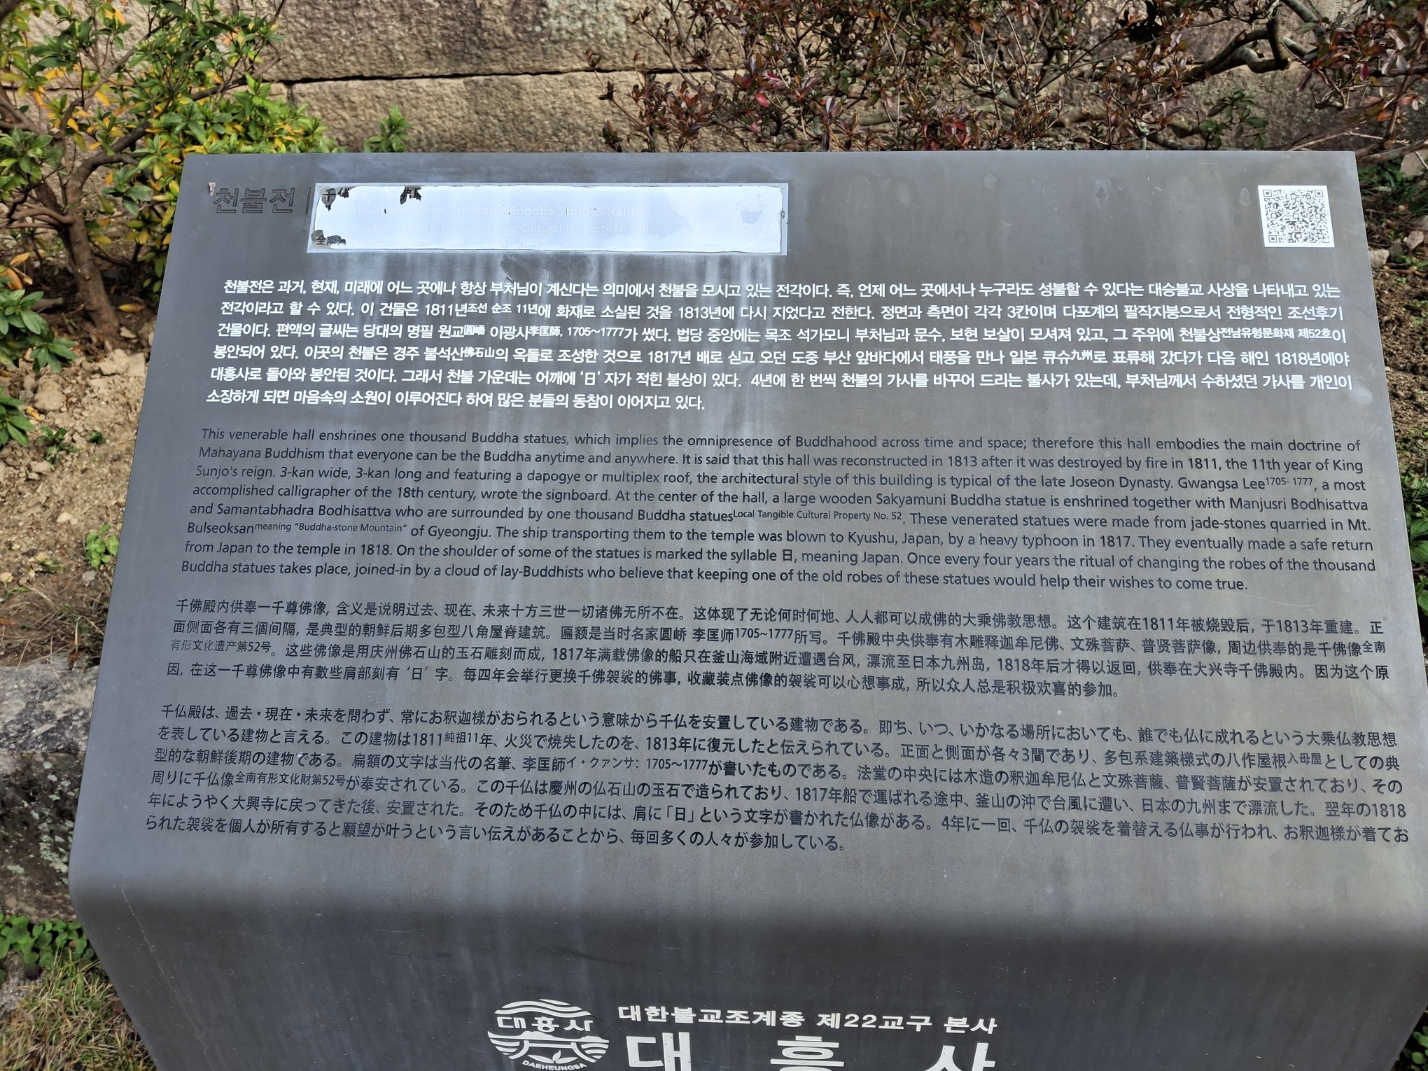 천불전 千佛
천불전은 과거, 현재, 미래에 어느 곳에나 항상 부처님이 계신다는 의미에서 천불을 모시고 있는 전각이다. 즉, 언제 어느 곳에서나 누구라도 성불할 수 있다는 대승불교 사상을 나타내고 있는
전각이라고 할 수 있다. 이 건물은 1811년조선 순조 11년에 화재로 소실된 것을 1813년에 다시 지었다고 전한다. 정면과 측면이 각각 3칸이며 다포계의 팔작지붕으로서 전형적인 조선후기
건물이다. 편액의 글씨는 당대의 명필 원교圓嶠 이광사李匡師, 1705~1777가 썼다. 법당 중앙에는 목조 석가모니 부처님과 문수, 보현 보살이 모셔져 있고, 그 주위에 천불상전남유형문화재 제52호이
봉안되어 있다. 이곳의 천불은 경주 불석산佛石山의 옥돌로 조성한 것으로 1817년 배로 싣고 오던 도중 부산 앞바다에서 태풍을 만나 일본 큐슈九州로 표류해 갔다가 다음 해인 1818년에야
대흥사로 돌아와 봉안된 것이다. 그래서 천불 가운데는 어깨에 '日' 자가 적힌 불상이 있다. 4년에 한 번씩 천불의 가사를 바꾸어 드리는 불사가 있는데, 부처님께서 수하셨던 가사를 개인이
소장하게 되면 마음속의 소원이 이루어진다 하여 많은 분들의 동참이 이어지고 있다.
This venerable hall enshrines one thousand Buddha statues, which implies the omnipresence of Buddhahood across time and space; therefore this hall embodies the main doctrine of
Mahayana Buddhism that everyone can be the Buddha anytime and anywhere. It is said that this hall was reconstructed in 1813 after it was destroyed by fire in 1811, the 11th year of King
Sunjo's reign. 3-kan wide, 3-kan long and featuring a dapogye or multiplex roof, the architectural style of this building is typical of the late Joseon Dynasty. Gwangsa Lee1705- 1777, a most
accomplished calligrapher of the 18th century, wrote the signboard. At the center of the hall, a large wooden Sakyamuni Buddha statue is enshrined together with Manjusri Bodhisattva
and Samantabhadra Bodhisattva who are surrounded by one thousand Buddha statuesLocal Tangible Cultural Property No. 52. These venerated statues were made from jade-stones quarried in Mt.
Bulseoksanmeaning "Buddha-stone Mountain" of Gyeongju. The ship transporting them to the temple was blown to Kyushu, Japan, by a heavy typhoon in 1817. They eventually made a safe return
from Japan to the temple in 1818. On the shoulder of some of the statues is marked the syllable 日, meaning Japan. Once every four years the ritual of changing the robes of the thousand
Buddha statues takes place, joined-in by a cloud of lay-Buddhists who believe that keeping one of the old robes of these statues would help their wishes to come true.
千佛殿内供奉一千尊佛像, 含义是说明过去、现在、未来十方三世一切诸佛无所不在。这体现了无论何时何地、人人都可以成佛的大乘佛教思想。这个建筑在1811年被烧毁后, 于1813年重建。正
面侧面各有三個间隔, 是典型的朝鲜后期多包型八角屋脊建筑。匾额是当时名家圆峤 李匡师1705~1777所写。千佛殿中央供奉有木雕释迦牟尼佛、文殊菩萨、普贤菩萨像, 周边供奉的是千佛像全南
有形文化遗产第52号。这些佛像是用庆州佛石山的玉石雕刻而成, 1817年满载佛像的船只在釜山海域附近遭遇台风, 漂流至日本九州岛, 1818年后才得以返回, 供奉在大兴寺千佛殿内。因为这个原
因, 在这一千尊佛像中有數些肩部刻有 '日' 字。每四年会举行更换千佛袈裟的佛事, 收藏装点佛像的袈裟可以心想事成, 所以众人总是积极欢喜的参加。
千仏殿は、過去・現在・未来を問わず、常にお釈迦様がおられるという意味から千仏を安置している建物である。即ち、いつ、いかなる場所においても、誰でも仏に成れるという大乗仏教思想
を表している建物と言える。この建物は1811純祖11年、火災で焼失したのを、1813年に復元したと伝えられている。正面と側面が各々3間であり、多包系建築様式の八作屋根入母屋としての典
型的な朝鮮後期の建物である。扁額の文字は当代の名筆、李匡師イ・クァンサ: 1705~1777が書いたものである。法堂の中央には木造の釈迦牟尼仏と文殊菩薩、普賢菩薩が安置されており、その
周りに千仏像全南有形文化財第52号が奉安されている。この千仏は慶州の仏石山の玉石で造られており、1817年船で運ばれる途中、釜山の沖で台風に遭い、日本の九州まで漂流した。翌年の1818
年にようやく大興寺に戻ってきた後、安置された。そのため千仏の中には、肩に「日」という文字が書かれた仏像がある。4年に一回、千仏の袈裟を着替える仏事が行われ、お釈迦様が着てお
られた袈裟を個人が所有すると願望が叶うという言い伝えがあることから、毎回多くの人々が参加している。
대흥사
DAEHEUNGSA
대한불교조계종 제22교구 본사
대흥사